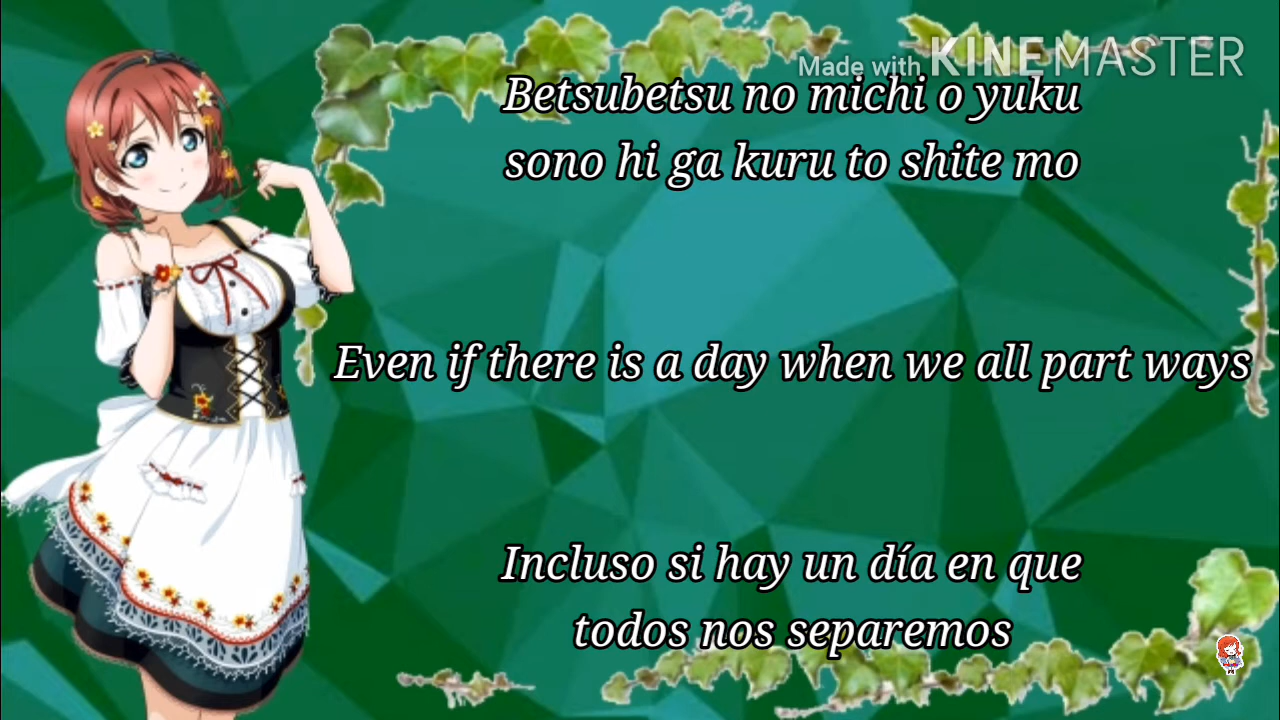 Made with KINEMASTER
Betsubetsu no michi o yuku
sono hi ga kuru to shite mo
Even if there is a day when we all part ways
Incluso si hay un día en que
todos nos separemos